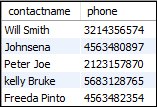 contactname phone
Will Smith 3214356574
Johnsena 4563480897
Peter Joe 2123157870
kelly Bruke 5683128765
Freeda Pinto 4563482354